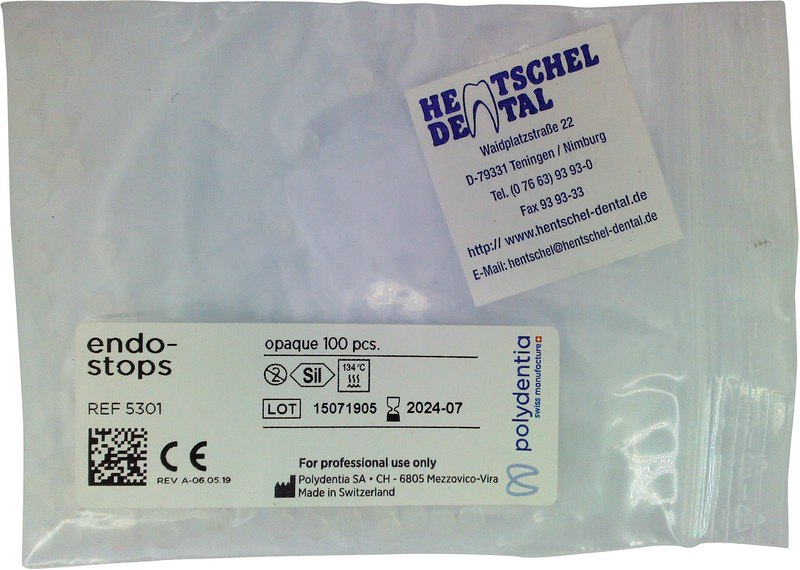 HENTSCHEL
DENTAL
Waidplatzstraße 22
D-79331 Teningen / Nimburg
Tel. (0 76 63) 93 93-0
Fax 93 93-33
http:// www.hentschel-dental.de
E-Mail: hentschel@hentschel-dental.de
endo-
stops
REF 5301
CE
REV A-06.05.19
opaque 100 pcs.
2 Sil 134 °C
LOT 15071905 2024-07
For professional use only
Polydentia SA • CH - 6805 Mezzovico-Vira
Made in Switzerland
polydentia
swiss manufacture